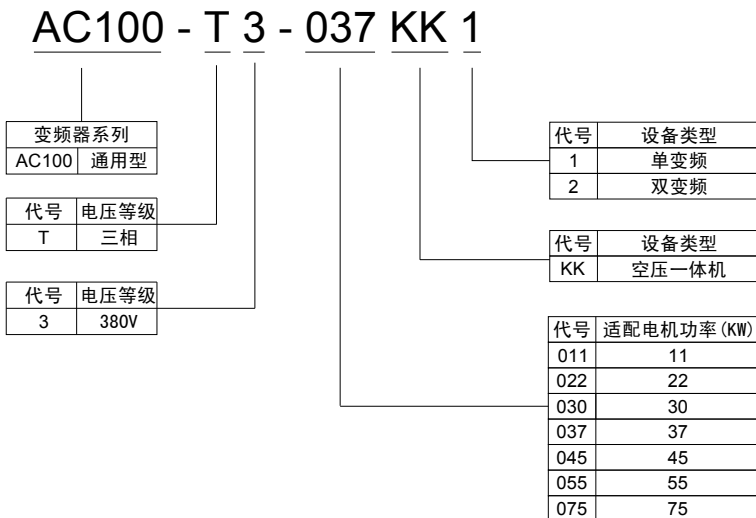 AC100 - T 3 - 037 KK 1
变频器系列
AC100 通用型
代号 电压等级
T 三相
代号 电压等级
3 380V
代号 设备类型
1 单变频
2 双变频
代号 设备类型
KK 空压一体机
代号 适配电机功率(KW)
011 11
022 22
030 30
037 37
045 45
055 55
075 75